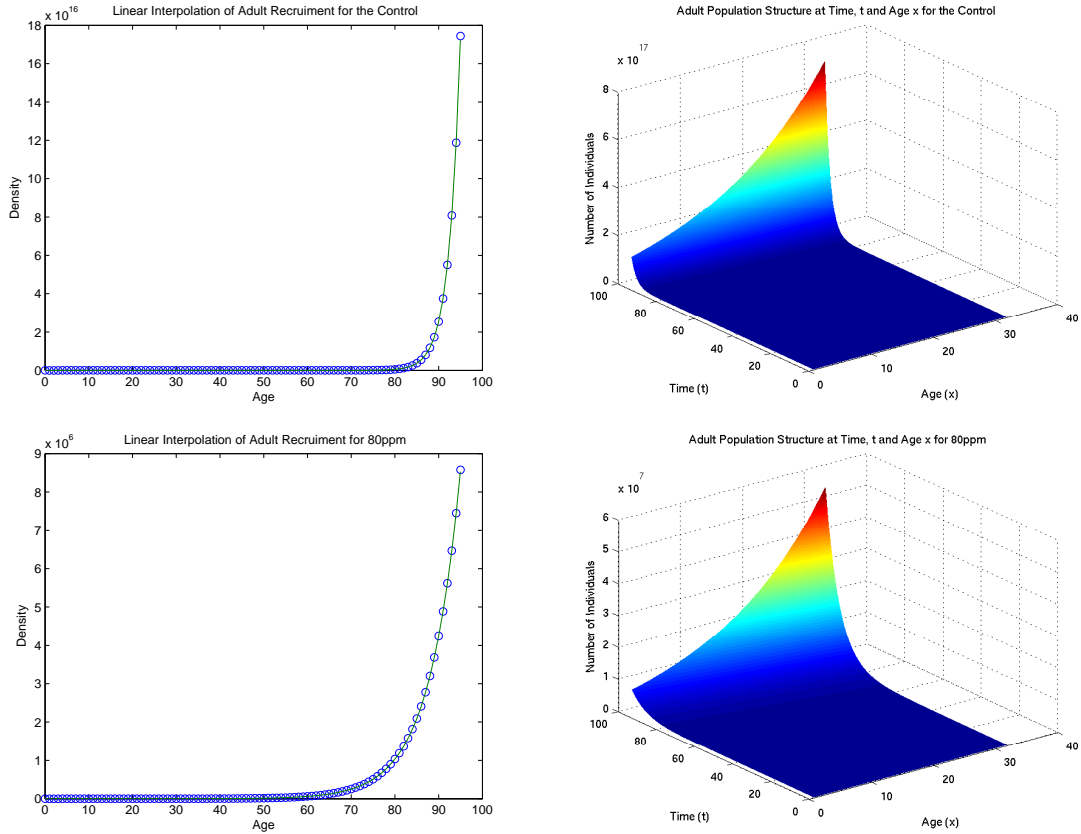 Linear Interpolation of Adult Recruiment for the Control
x 10^16
18
16
14
12
10
8
6
4
2
0
Density
0 10 20 30 40 50 60 70 80 90 100
Age
Adult Population Structure at Time, t and Age x for the Control
x 10^17
8
6
4
2
0
Number of Individuals
100 80 60 40 20 0
Time (t)
0 10 20 30 40
Age (x)
Linear Interpolation of Adult Recruiment for 80ppm
x 10^6
9
8
7
6
5
4
3
2
1
0
Density
0 10 20 30 40 50 60 70 80 90 100
Age
Adult Population Structure at Time, t and Age x for 80ppm
x 10^7
6
5
4
3
2
1
0
Number of Individuals
100 80 60 40 20 0
Time (t)
0 10 20 30 40
Age (x)